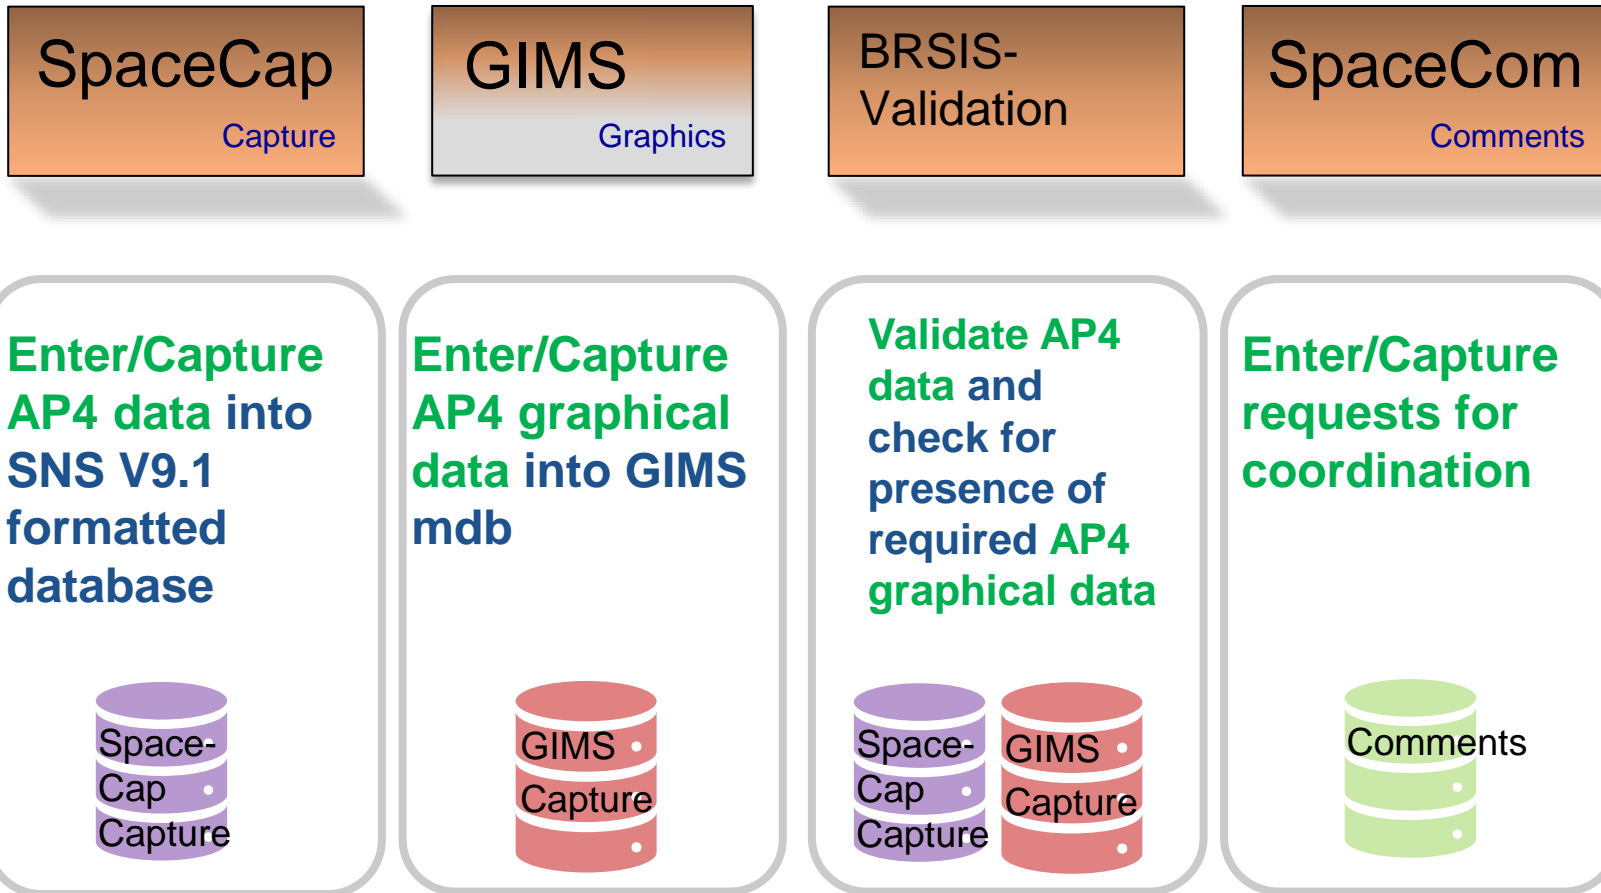 SpaceCap
Capture
GIMS
Graphics
BRSIS-
Validation
SpaceCom
Comments
Enter/Capture
AP4 data into
SNS V9.1
formatted
database
Enter/Capture
AP4 graphical
data into GIMS
mdb
Validate AP4
data and
check for
presence of
required AP4
graphical data
Enter/Capture
requests for
coordination
Space-
Cap
Capture
GIMS
Capture
Space-
Cap
Capture
GIMS
Capture
Comments